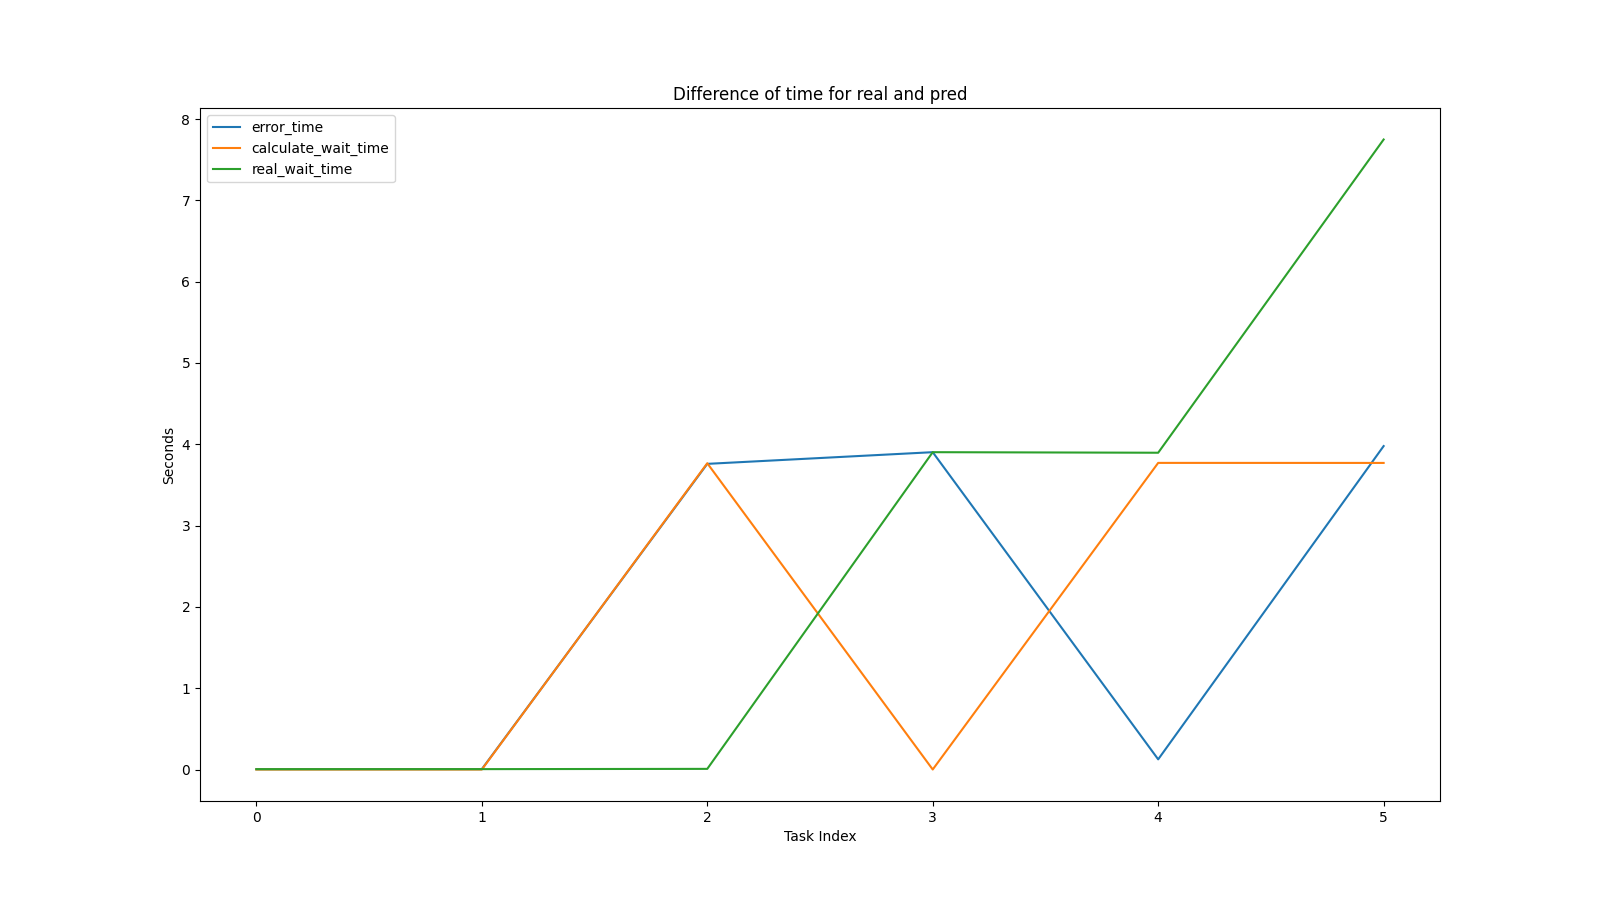 Difference of time for real and pred
error_time
calculate_wait_time
real_wait_time
8
7
6
5
4
3
2
1
0
Seconds
0 1 2 3 4 5
Task Index